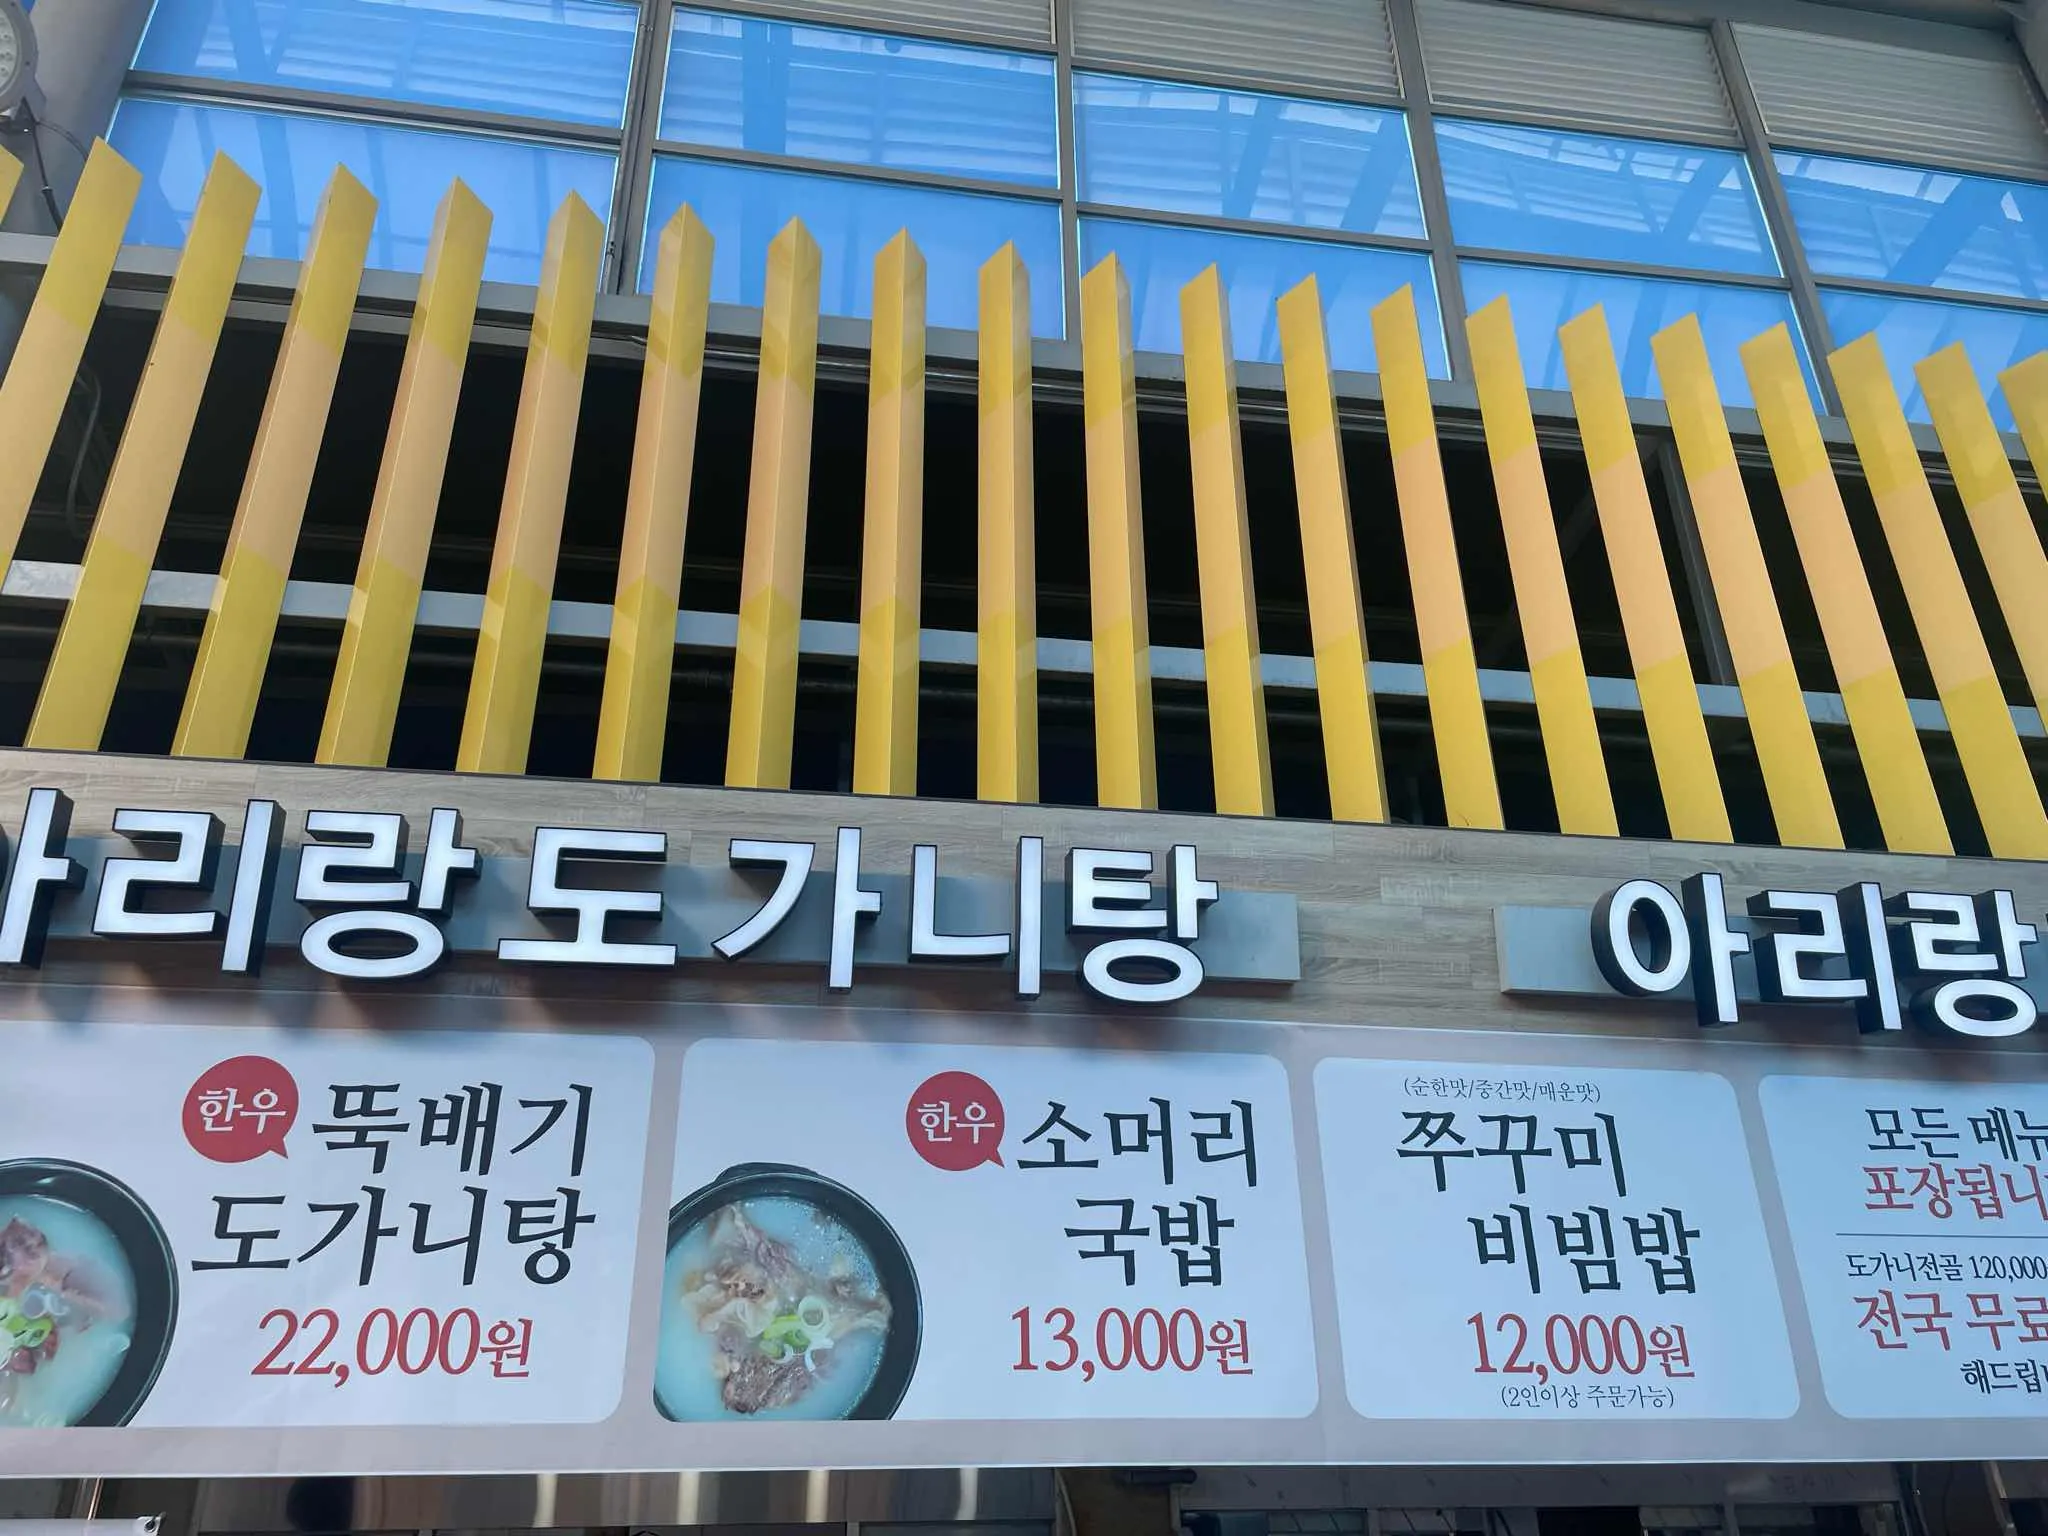 아리랑도가니탕
아리랑
한우
뚝배기
도가니탕
22,000원
한우
소머리
국밥
13,000원
(순한맛/중간맛/매운맛)
쭈꾸미
비빔밥
12,000원
(2인이상 주문가능)
모든 메뉴
포장됩니
도가니전골 120,000
전국 무료
해드립